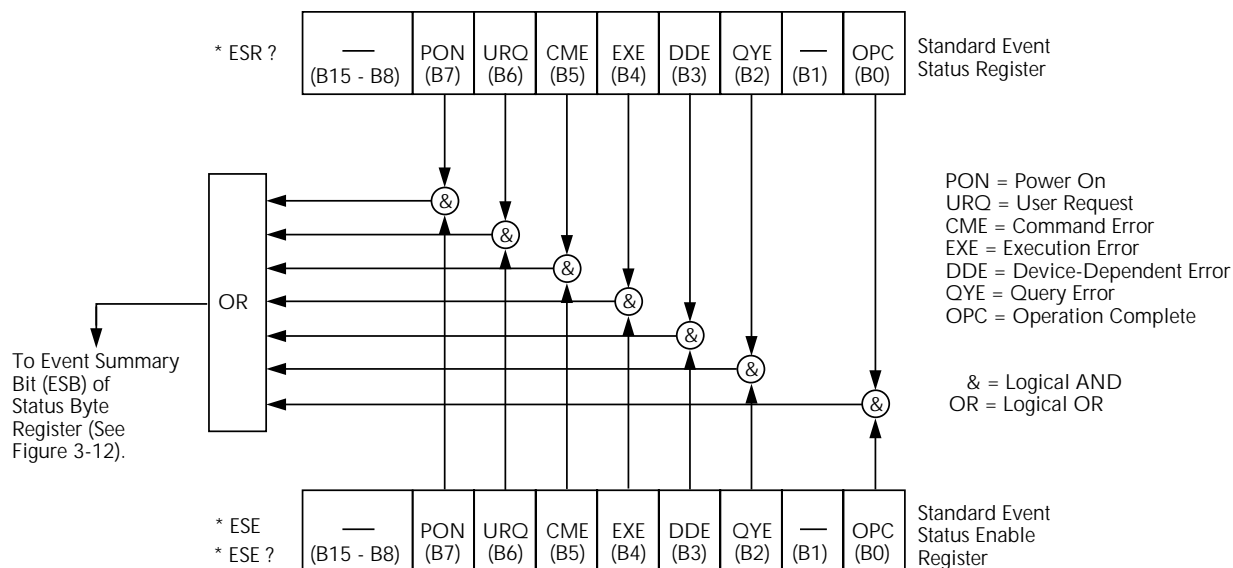 * ESR ?
—
(B15 - B8)
PON
(B7)
URQ
(B6)
CME
(B5)
EXE
(B4)
DDE
(B3)
QYE
(B2)
—
(B1)
OPC
(B0)
Standard Event
Status Register
&
&
&
&
&
&
&
OR
To Event Summary
Bit (ESB) of
Status Byte
Register (See
Figure 3-12).
PON = Power On
URQ = User Request
CME = Command Error
EXE = Execution Error
DDE = Device-Dependent Error
QYE = Query Error
OPC = Operation Complete
& = Logical AND
OR = Logical OR
* ESE
* ESE ?
—
(B15 - B8)
PON
(B7)
URQ
(B6)
CME
(B5)
EXE
(B4)
DDE
(B3)
QYE
(B2)
—
(B1)
OPC
(B0)
Standard Event
Status Enable
Register